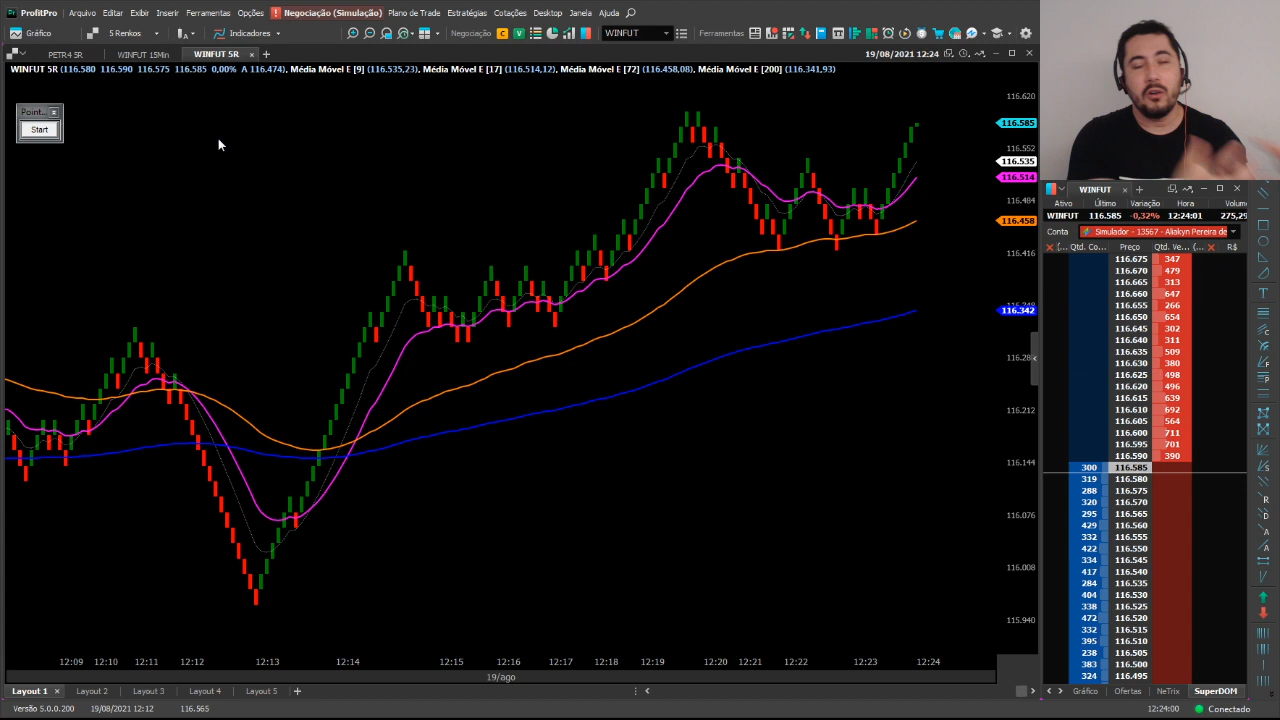 ProfitPro
Arquivo Editar Exibir Inserir Ferramentas Opções ! Negociação (Simulação) Plano de Trade Estratégias Cotações Desktop Janela Ajuda
Gráfico 5 Renkos Indicadores Negociação WINFUT Ferramentas
PETR4 5R WINFUT 15Min WINFUT 5R 19/08/2021 12:24
WINFUT 5R (116.580 116.590 116.575 116.585 0,00% A 116.474), Média Móvel E [9] (116.535,23), Média Móvel E [17] (116.514,12), Média Móvel E [72] (116.458,08), Média Móvel E [200] (116.341,93)
Point...
Start
116.620
116.585
116.552
116.535
116.514
116.484
116.458
116.416
116.342
116.212
116.144
116.076
116.008
115.940
12:09 12:10 12:11 12:12 12:13 12:14 12:15 12:16 12:17 12:18 12:19 12:20 12:21 12:22 12:23 12:24
19/ago
Layout 1 Layout 2 Layout 3 Layout 4 Layout 5
Versão 5.0.0.200 19/08/2021 12:12 116.565
WINFUT
Ativo Último Variação Hora Volum
WINFUT 116.585 -0,32% 12:24:01 275,29
Conta Simulador - 13567 - Aliakyn Pereira de
(... Qtd. Co... Preço Qtd. Ve... (... R$
116.675 347
116.670 479
116.665 313
116.660 647
116.655 266
116.650 654
116.645 302
116.640 311
116.635 509
116.630 380
116.625 498
116.620 496
116.615 639
116.610 692
116.605 564
116.600 711
116.595 701
116.590 390
300 116.585
319 116.580
288 116.575
320 116.570
295 116.565
429 116.560
332 116.555
422 116.550
334 116.545
417 116.540
284 116.535
404 116.530
338 116.525
472 116.520
332 116.515
395 116.510
238 116.505
383 116.500
324 116.495
Gráfico Ofertas NeTrix SuperDOM
12:24:00 Conectado